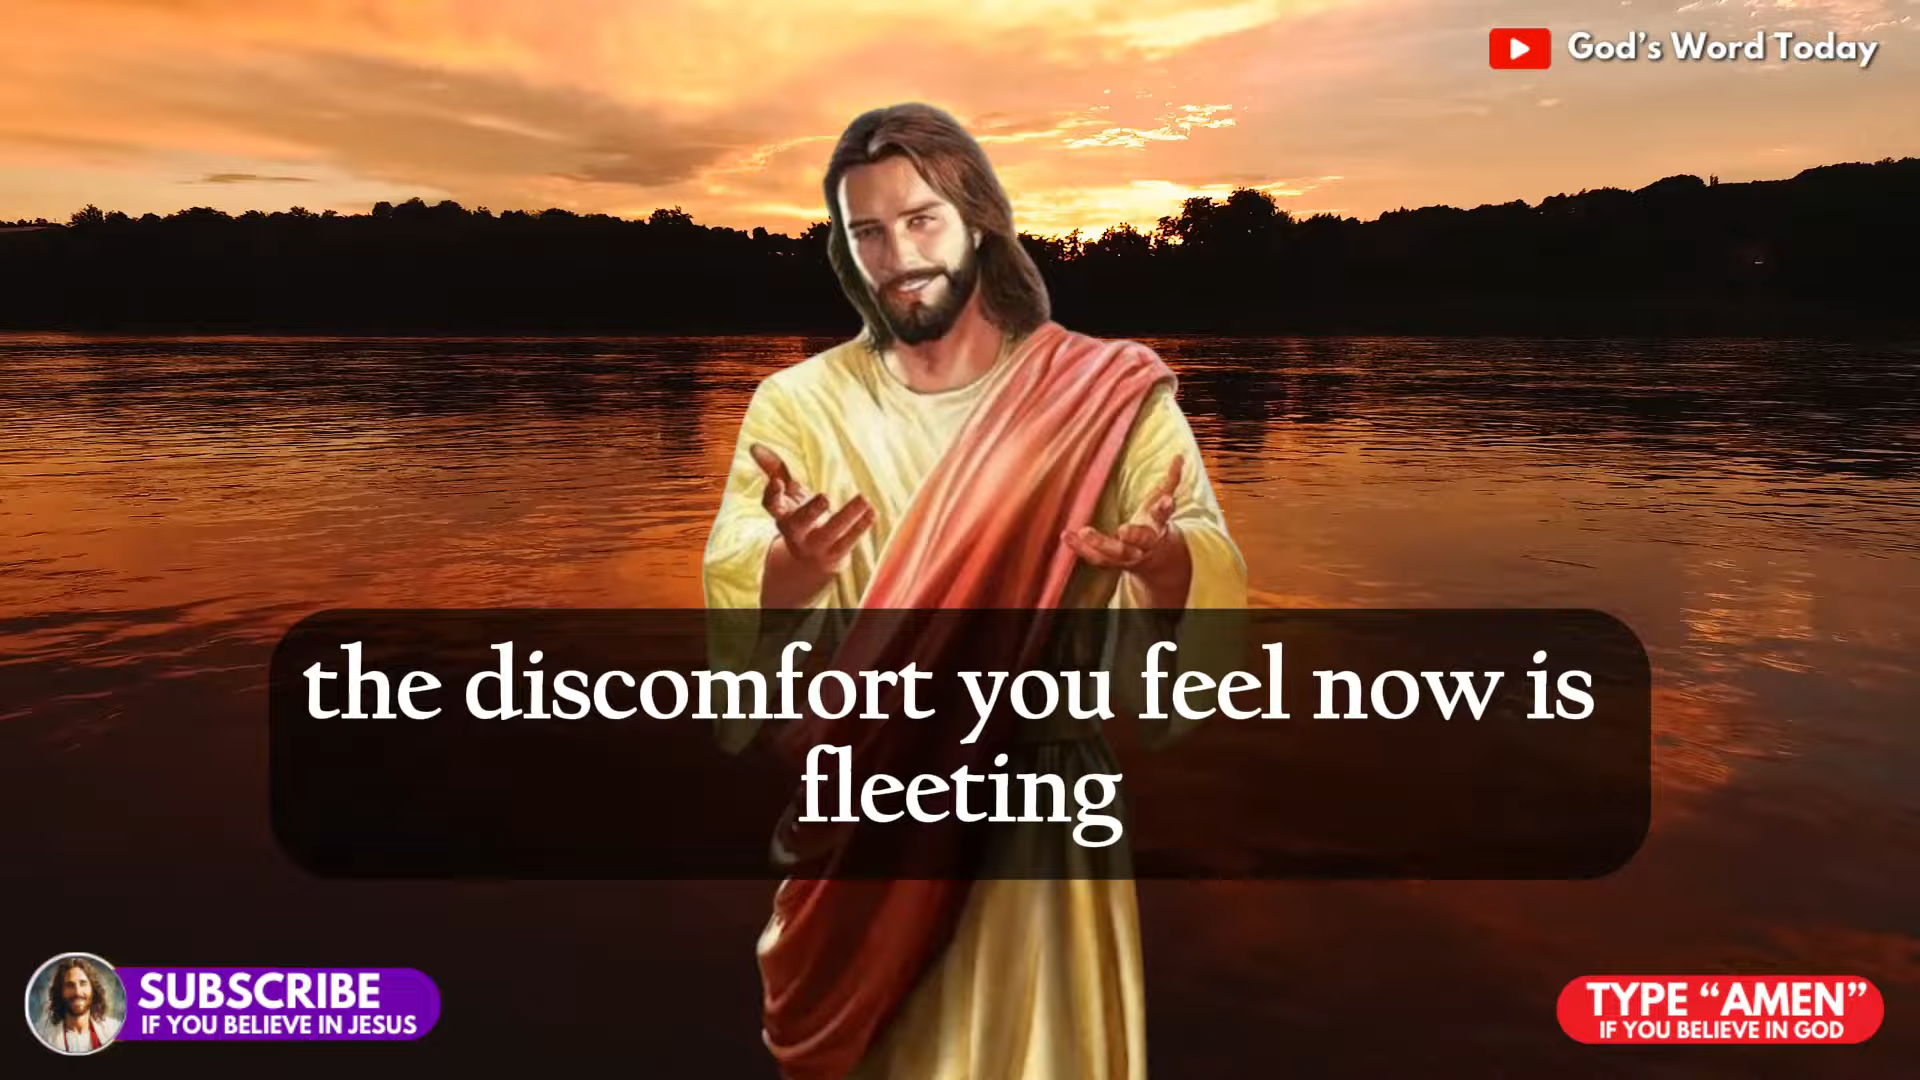 God's Word Today
the discomfort you feel now is
fleeting
SUBSCRIBE
IF YOU BELIEVE IN JESUS
TYPE “AMEN”
IF YOU BELIEVE IN GOD